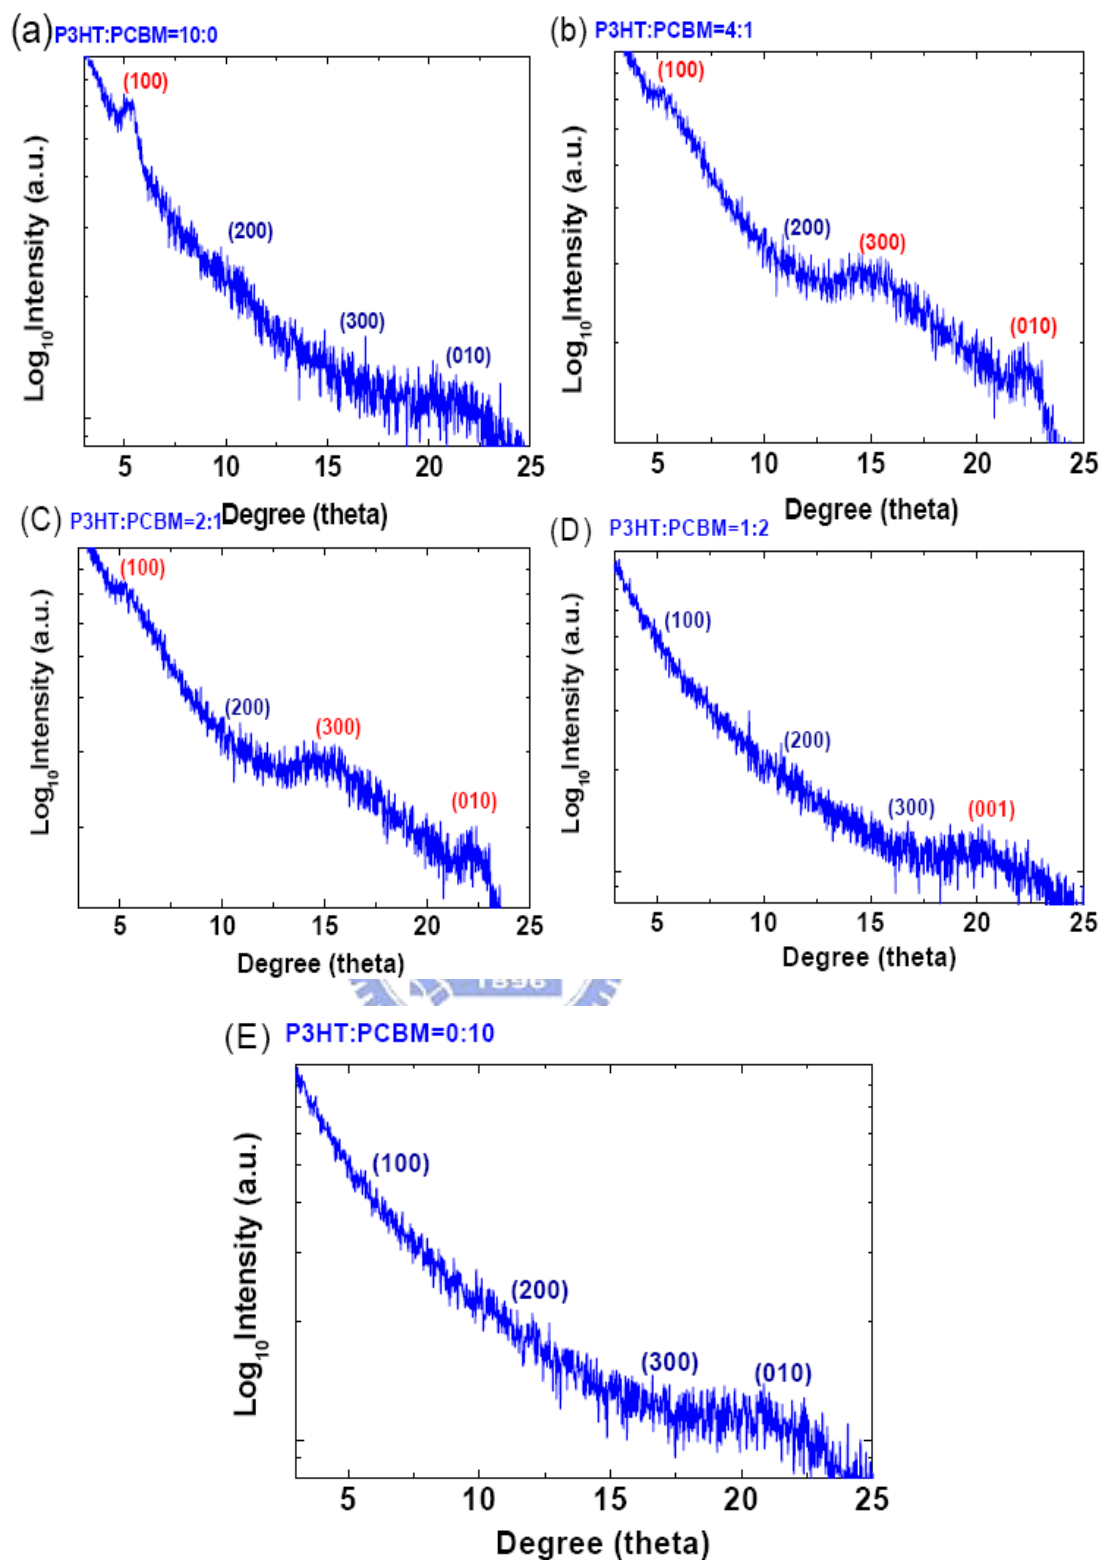 (a) P3HT:PCBM=10:0
(100)
(200)
(300)
(010)
Log10Intensity (a.u.)
5 10 15 20 25
Degree (theta)
(b) P3HT:PCBM=4:1
(100)
(200)
(300)
(010)
Log10Intensity (a.u.)
5 10 15 20 25
Degree (theta)
(C) P3HT:PCBM=2:1
(100)
(200)
(300)
(010)
Log10Intensity (a.u.)
5 10 15 20 25
Degree (theta)
(D) P3HT:PCBM=1:2
(100)
(200)
(300)
(001)
Log10Intensity (a.u.)
5 10 15 20 25
Degree (theta)
1896
(E) P3HT:PCBM=0:10
(100)
(200)
(300)
(010)
Log10Intensity (a.u.)
5 10 15 20 25
Degree (theta)